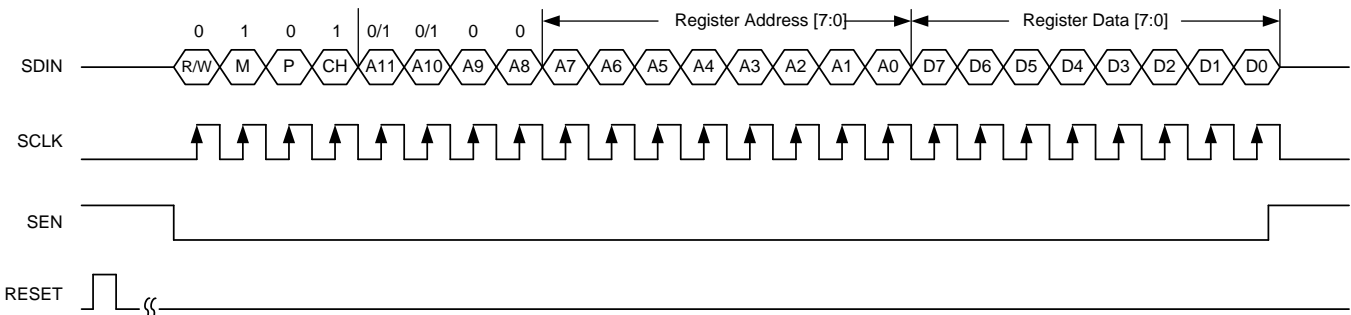 Register Address [7:0] Register Data [7:0]
0 1 0 1 0/1 0/1 0 0
SDIN R/W M P CH A11 A10 A9 A8 A7 A6 A5 A4 A3 A2 A1 A0 D7 D6 D5 D4 D3 D2 D1 D0
SCLK
SEN
RESET